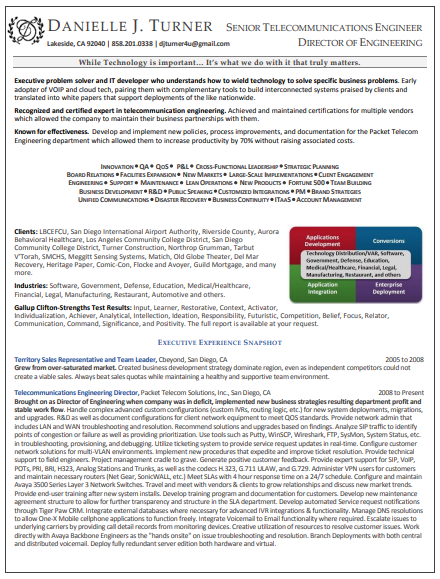 DANIELLE J. TURNER
SENIOR TELECOMMUNICATIONS ENGINEER
Lakeside, CA 92040 | 858.201.0338 | djturner4u@gmail.com
DIRECTOR OF ENGINEERING
While Technology is important... It's what we do with it that truly matters.
Executive problem solver and IT developer who understands how to wield technology to solve specific business problems. Early
adopter of VOIP and cloud tech, pairing them with complementary tools to build interconnected systems praised by clients and
translated into white papers that support deployments of the like nationwide.
Recognized and certified expert in telecommunication engineering. Achieved and maintained certifications for multiple vendors
which allowed the company to maintain their business partnerships with them.
Known for effectiveness. Develop and implement new policies, process improvements, and documentation for the Packet Telecom
Engineering department which allowed them to increase productivity by 70% without raising associated costs.
INNOVATION • QA • QOS • P&L • CROSS-FUNCTIONAL LEADERSHIP • STRATEGIC PLANNING
BOARD RELATIONS • FACILITIES EXPANSION • NEW MARKETS • LARGE-SCALE IMPLEMENTATIONS • CLIENT ENGAGEMENT
ENGINEERING • SUPPORT • MAINTENANCE • LEAN OPERATIONS • NEW PRODUCTS • FORTUNE 500 • TEAM BUILDING
BUSINESS DEVELOPMENT • R&D • PUBLIC SPEAKING • CUSTOMIZED INTEGRATIONS • PM • BRAND STRATEGIES
UNIFIED COMMUNICATIONS • DISASTER RECOVERY • BUSINESS CONTINUITY • ITAAS • ACCOUNT MANAGEMENT
Clients: LBCEFCU, San Diego International Airport Authority, Riverside County, Aurora
Behavioral Healthcare, Los Angeles Community College District, San Diego
Community College District, Turner Construction, Northrop Grumman, Tarbut
V'Torah, SMCHS, Meggitt Sensing Systems, Match, Old Globe Theater, Del Mar
Recovery, Heritage Paper, Comic-Con, Flocke and Avoyer, Guild Mortgage, and many
more.
Industries: Software, Government, Defense, Education, Medical/Healthcare,
Financial, Legal, Manufacturing, Restaurant, Automotive and others.
Gallup Clifton Strengths Test Results: Input, Learner, Restorative, Context, Activator,
Individualization, Achiever, Analytical, Intellection, Ideation, Responsibility, Futuristic, Competition, Belief, Focus, Relator,
Communication, Command, Significance, and Positivity. The full report is available at your request.
Applications
Development
Conversions
Technology Distribution/VAR, Software,
Government, Defense, Education,
Medical/Healthcare, Financial, Legal,
Manufacturing, Restaurant,
Application
Integration
Enterprise
Deployment
EXECUTIVE EXPERIENCE SNAPSHOT
Territory Sales Representative and Team Leader, Cbeyond, San Diego, CA 2005 to 2008
Grew from over-saturated market. Created business development strategy dominate region, even as independent competitors could not
create a viable sales. Always beat sales quotas while maintaining a healthy and supportive team environment.
Telecommunications Engineering Director, Packet Telecom Solutions, Inc., San Diego, CA 2008 to Present
Brought on as Director of Engineering when company was in deficit, implemented new business strategies resulting department profit and
stable work flow. Handle complex advanced custom configurations (custom IVRs, routing logic, etc.) for new system deployments, migrations,
and upgrades. R&D as well as document configurations for client network equipment to meet QOS standards. Provide network admin that
includes LAN and WAN troubleshooting and resolution. Recommend solutions and upgrades based on findings. Analyze SIP traffic to identify
points of congestion or failure as well as providing prioritization. Use tools such as Putty, WinSCP, Wireshark, FTP, SysMon, System Status, etc.
in troubleshooting, provisioning, and debugging. Utilize ticketing system to provide service request updates in real-time. Configure customer
network solutions for multi-VLAN environments. Implement new procedures that expedite and improve ticket resolution. Provide technical
support to field engineers. Project management cradle to grave. Generate positive customer feedback. Provide expert support for SIP, VoIP,
POTs, PRI, BRI, H323, Analog Stations and Trunks, as well as the codecs H.323, G.711 ULAW, and G.729. Administer VPN users for customers
and maintain necessary routers (Net Gear, SonicWALL, etc.) Meet SLAs with 4 hour response time on a 24/7 schedule. Configure and maintain
Avaya 3500 Series Layer 3 Network Switches. Travel and meet with vendors & clients to grow relationships and discuss new market trends.
Provide end-user training after new system installs. Develop training program and documentation for customers. Develop new maintenance
agreement structure to allow for further transparency and structure in the SLA department. Develop automated Service request notifications
through Tiger Paw CRM. Integrate external databases where necessary for advanced IVR integrations & functionality. Manage DNS resolutions
to allow One-X Mobile cellphone applications to function freely. Integrate Voicemail to Email functionality where required. Escalate issues to
underlying carriers by providing call detail records from monitoring devices. Creative utilization of resources to resolve customer issues. Work
directly with Avaya Backbone Engineers as the "hands onsite" on issue troubleshooting and resolution. Branch Deployments with both central
and distributed voicemail. Deploy fully redundant server edition both hardware and virtual.